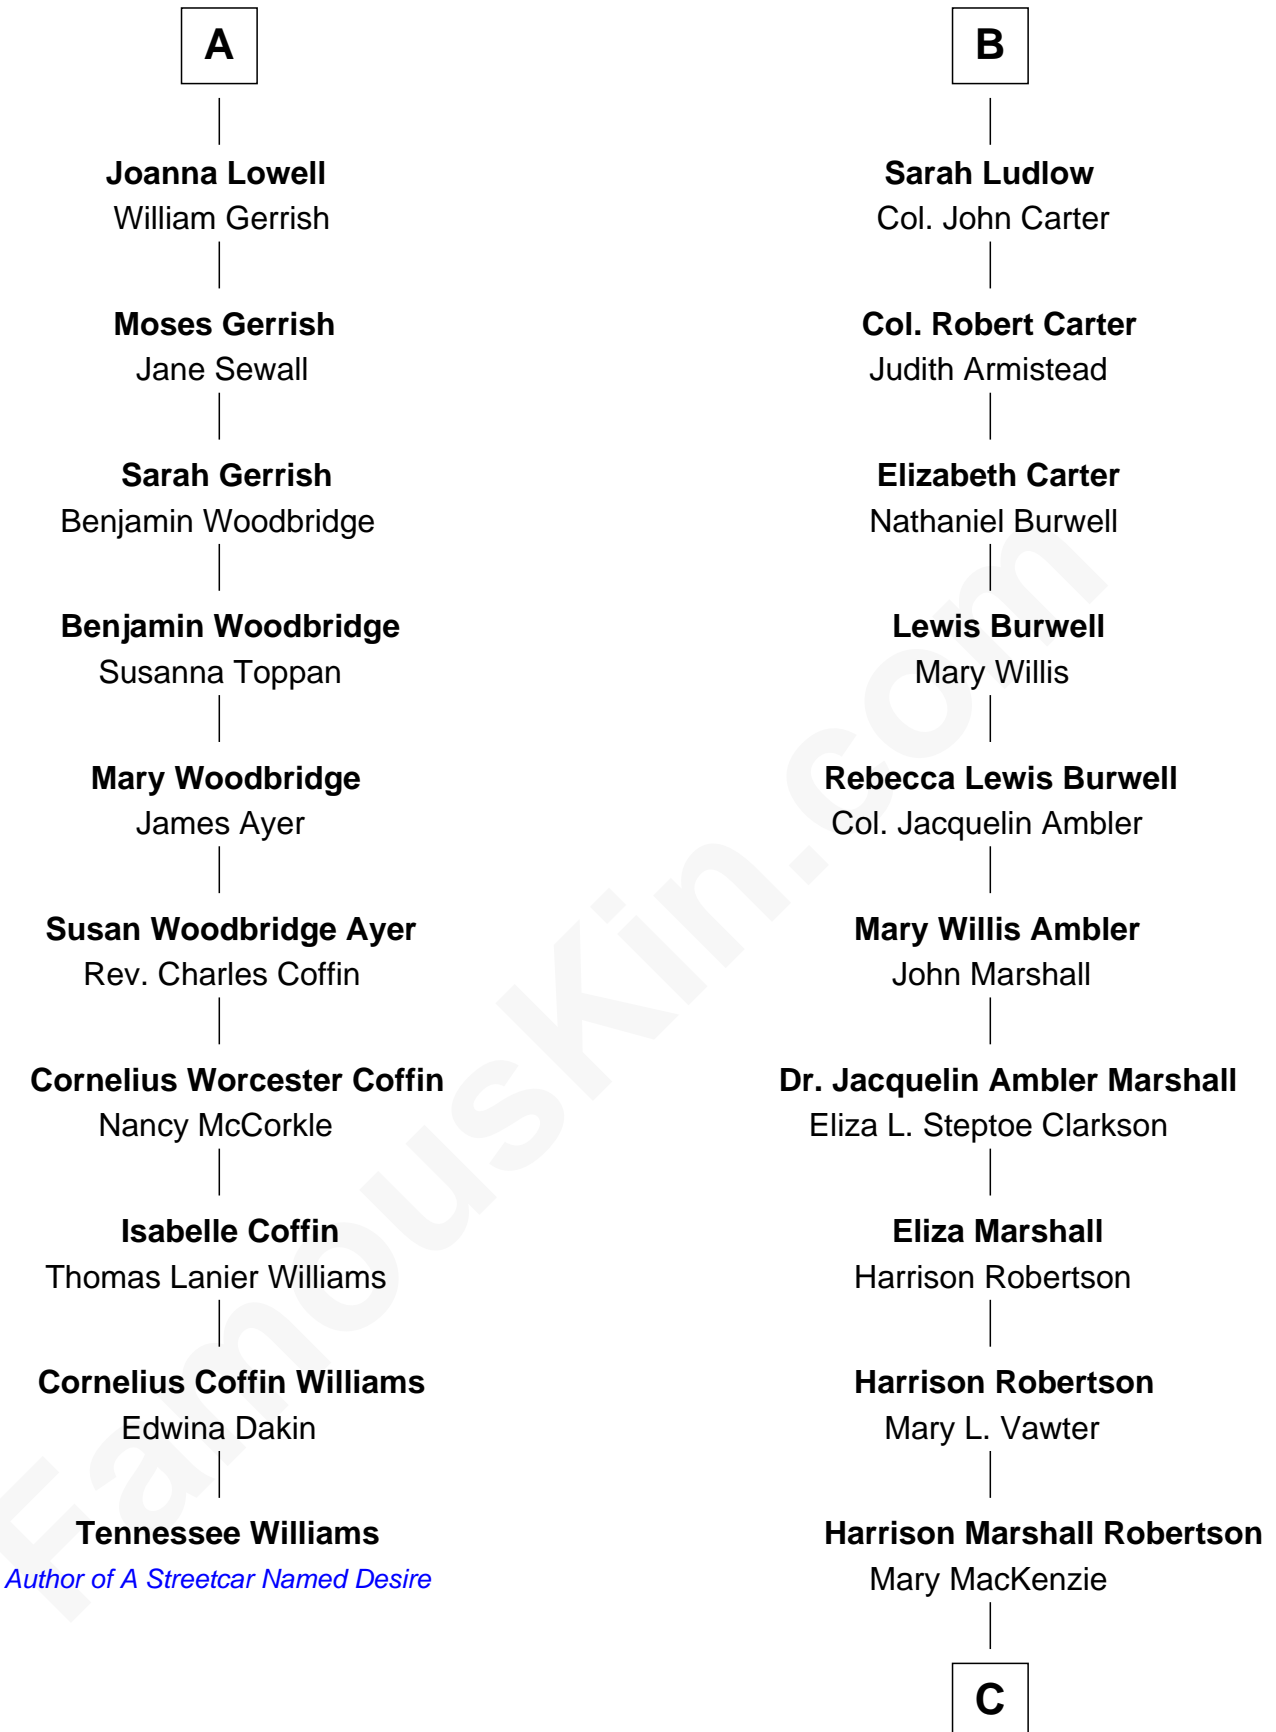 A
Joanna Lowell
William Gerrish
Moses Gerrish
Jane Sewall
Sarah Gerrish
Benjamin Woodbridge
Benjamin Woodbridge
Susanna Toppan
Mary Woodbridge
James Ayer
Susan Woodbridge Ayer
Rev. Charles Coffin
Cornelius Worcester Coffin
Nancy McCorkle
Isabelle Coffin
Thomas Lanier Williams
Cornelius Coffin Williams
Edwina Dakin
Tennessee Williams
Author of A Streetcar Named Desire
B
Sarah Ludlow
Col. John Carter
Col. Robert Carter
Judith Armistead
Elizabeth Carter
Nathaniel Burwell
Lewis Burwell
Mary Willis
Rebecca Lewis Burwell
Col. Jacquelin Ambler
Mary Willis Ambler
John Marshall
Dr. Jacquelin Ambler Marshall
Eliza L. Steptoe Clarkson
Eliza Marshall
Harrison Robertson
Harrison Robertson
Mary L. Vawter
Harrison Marshall Robertson
Mary MacKenzie
C
FamousKin.com